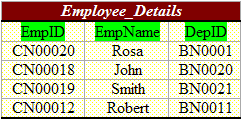 Employee_Details
EmpID EmpName DepID
CN00020 Rosa BN0001
CN00018 John BN0020
CN00019 Smith BN0021
CN00012 Robert BN0011